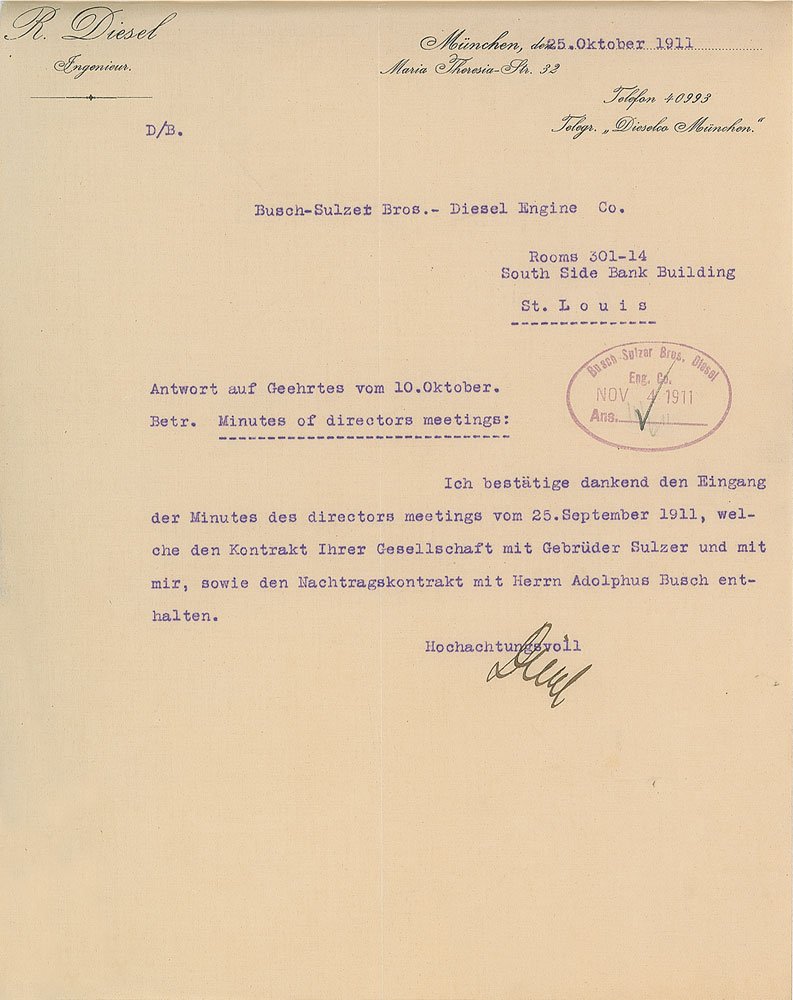 R. Diesel
Ingenieur.
München, den 25.Oktober 1911
Maria Theresia-Str. 32
Telefon 40993
Telegr. „Dieselco München.“
D/B.
Busch-Sulzer Bros.- Diesel Engine Co.
Rooms 301-14
South Side Bank Building
St. L o u i s
Busch-Sulzer Bros. Diesel
Eng. Co.
NOV 4 1911
Ans.
Antwort auf Geehrtes vom 10.Oktober.
Betr. Minutes of directors meetings:
Ich bestätige dankend den Eingang
der Minutes des directors meetings vom 25.September 1911, wel-
che den Kontrakt Ihrer Gesellschaft mit Gebrüder Sulzer und mit
mir, sowie den Nachtragskontrakt mit Herrn Adolphus Busch ent-
halten.
Hochachtungsvoll
Diesel